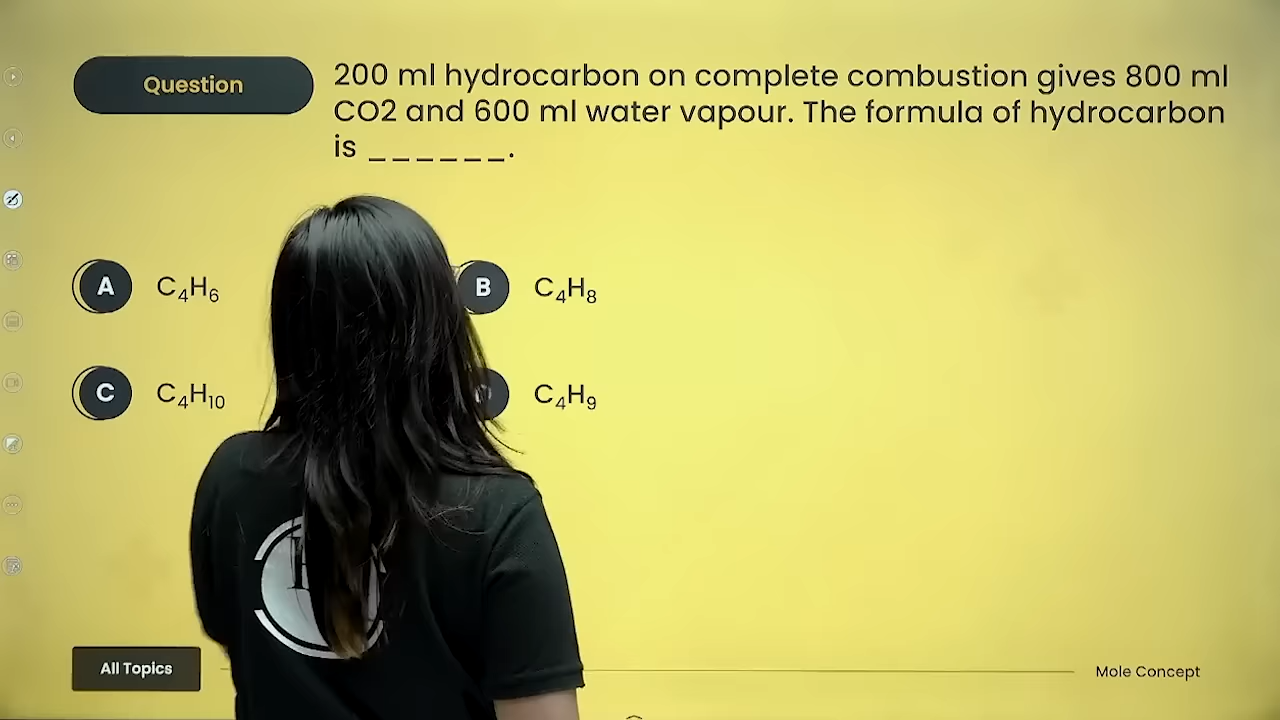 Question
200 ml hydrocarbon on complete combustion gives 800 ml
CO2 and 600 ml water vapour. The formula of hydrocarbon
is ______.
A C₄H₆
B C₄H₈
C C₄H₁₀
C₄H₉
All Topics
Mole Concept